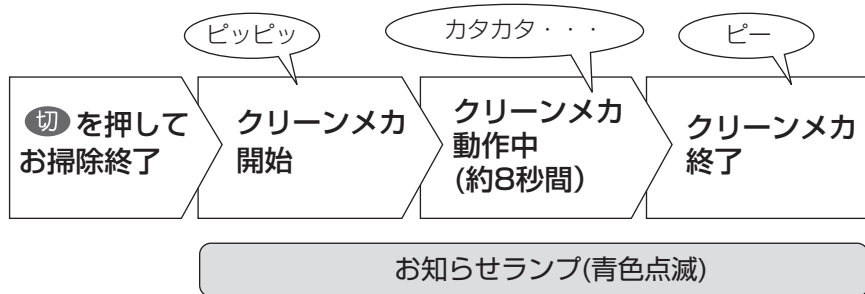 ピッピッ
カタカタ・・・
ピー
切を押して
お掃除終了
クリーンメカ
開始
クリーンメカ
動作中
(約8秒間)
クリーンメカ
終了
お知らせランプ(青色点滅)